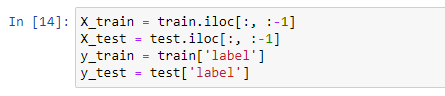 In [14]: X_train = train.iloc[:, :-1]
X_test = test.iloc[:, :-1]
y_train = train['label']
y_test = test['label']